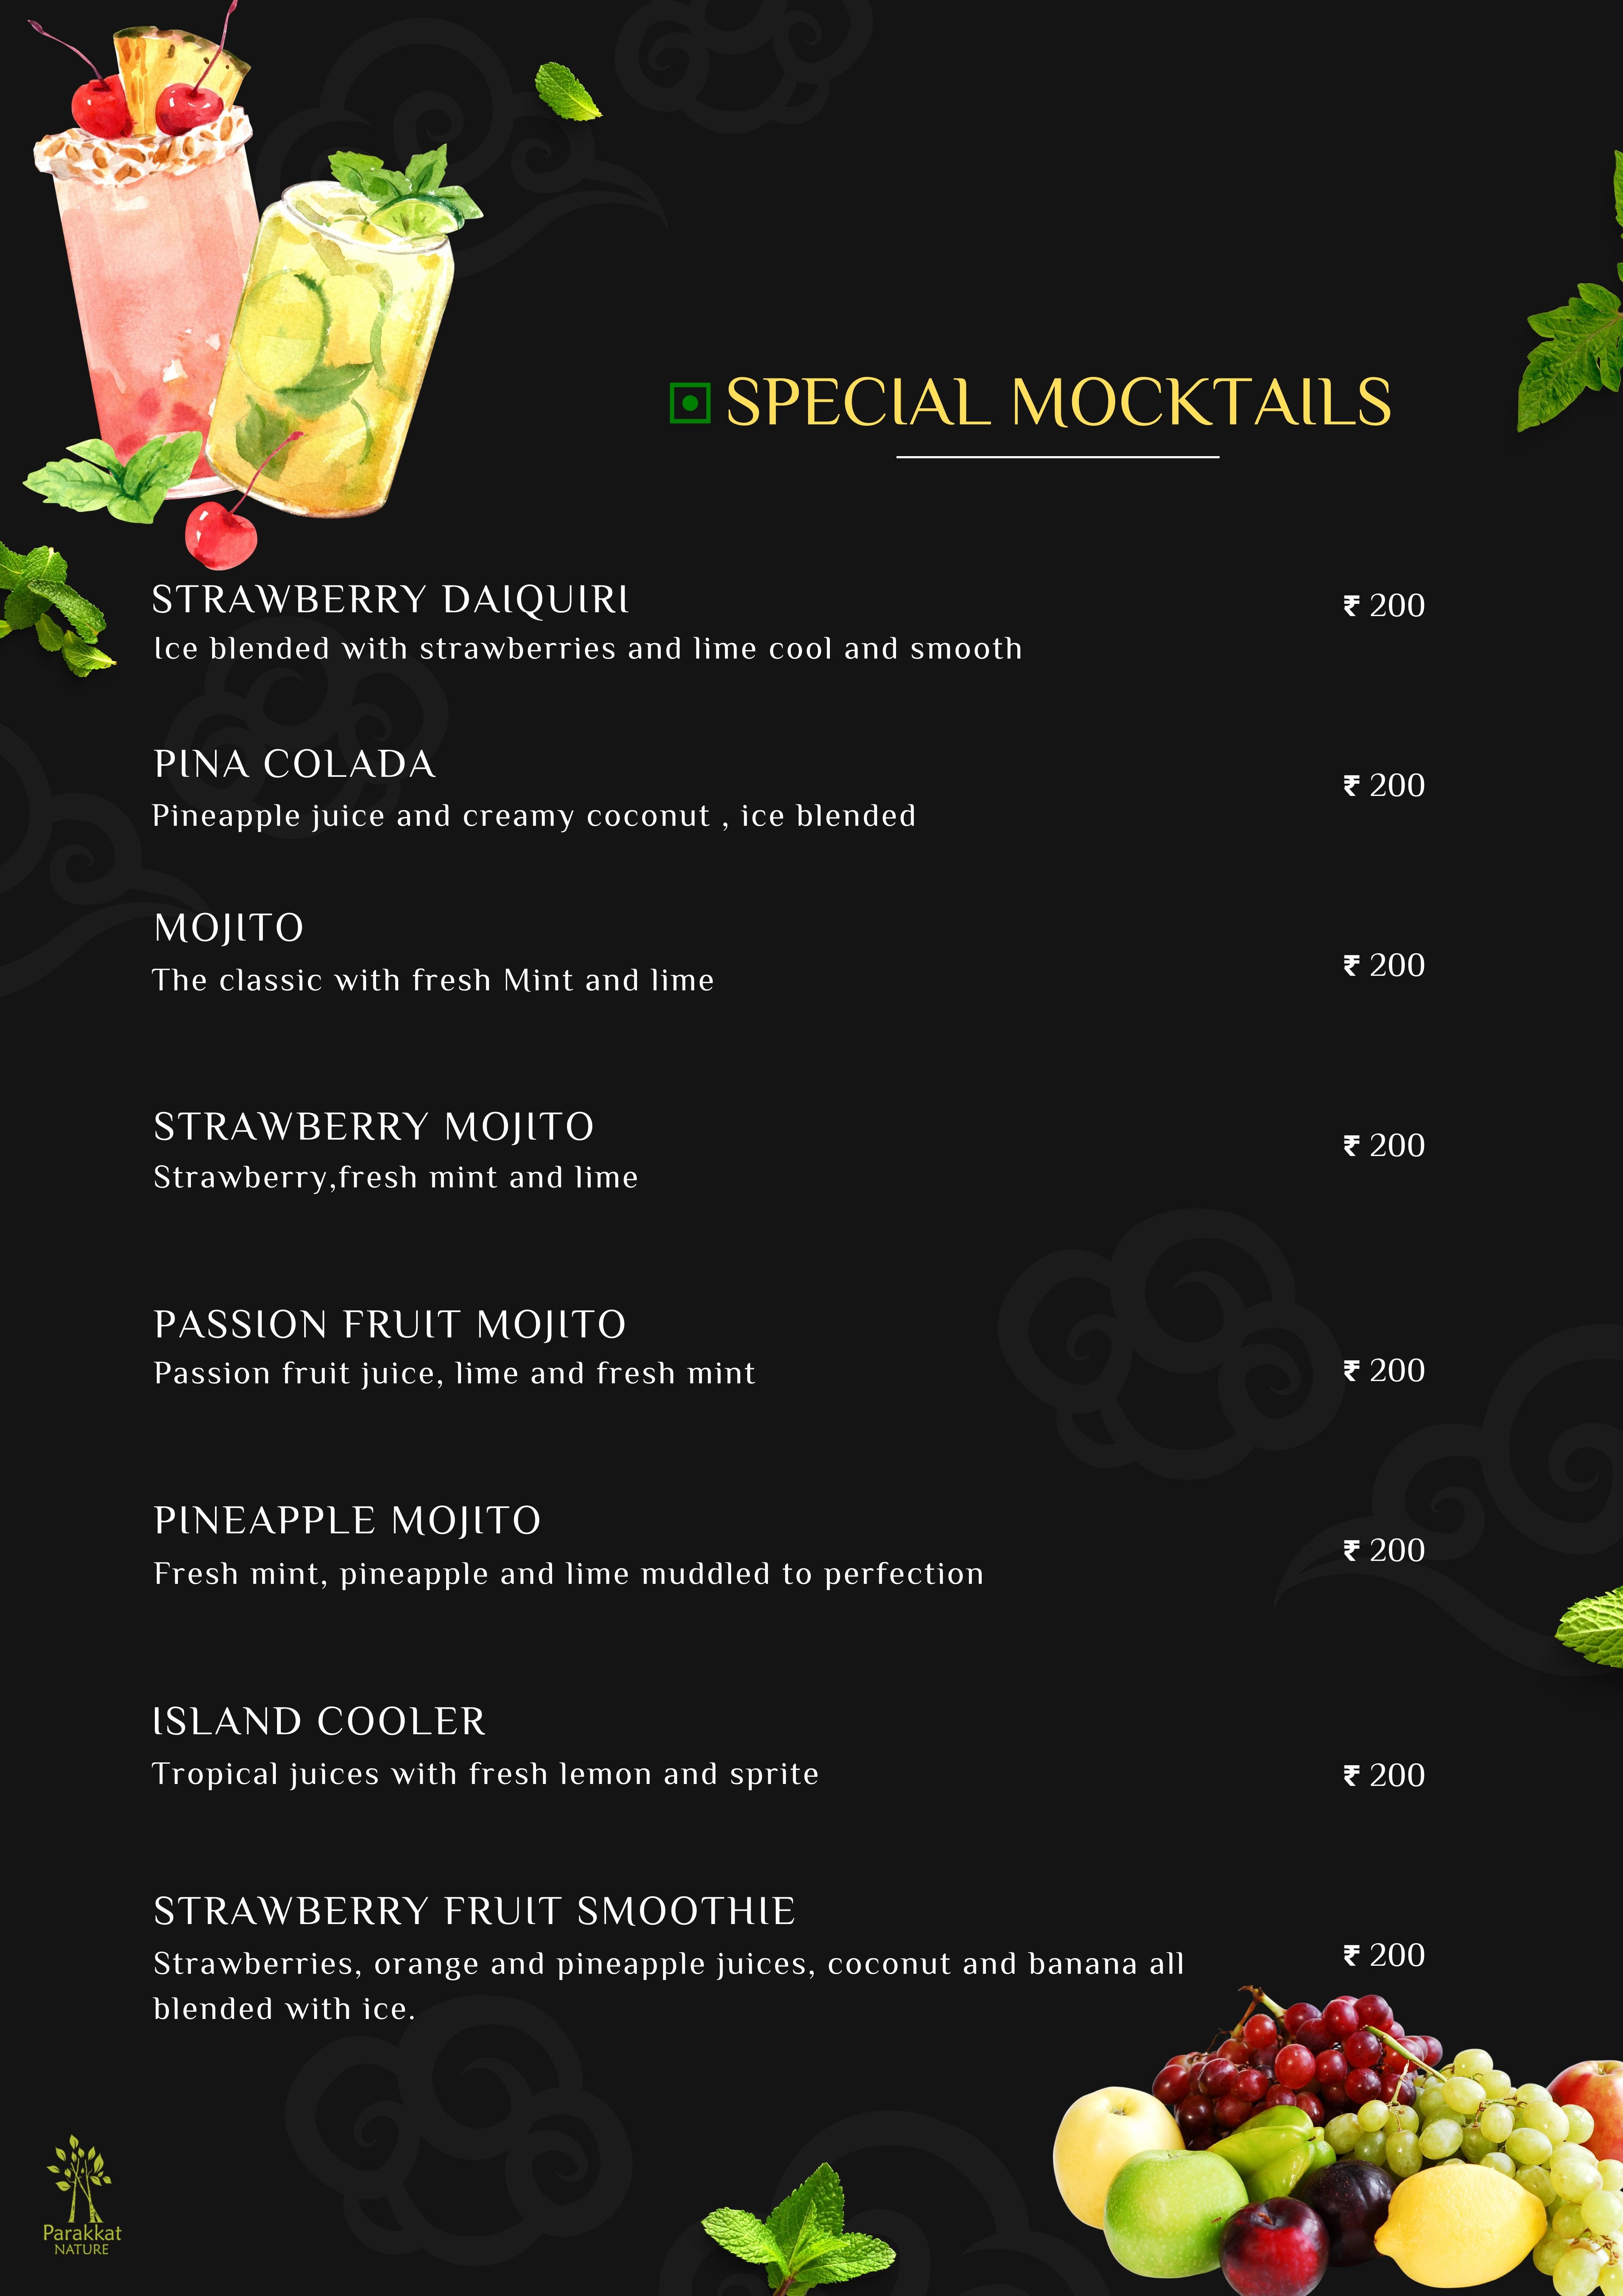 SPECIAL MOCKTAILS
STRAWBERRY DAIQUIRI
₹ 200
Ice blended with strawberries and lime cool and smooth
PINA COLADA
₹ 200
Pineapple juice and creamy coconut , ice blended
MOJITO
₹ 200
The classic with fresh Mint and lime
STRAWBERRY MOJITO
₹ 200
Strawberry,fresh mint and lime
PASSION FRUIT MOJITO
₹ 200
Passion fruit juice, lime and fresh mint
PINEAPPLE MOJITO
₹ 200
Fresh mint, pineapple and lime muddled to perfection
ISLAND COOLER
₹ 200
Tropical juices with fresh lemon and sprite
STRAWBERRY FRUIT SMOOTHIE
₹ 200
Strawberries, orange and pineapple juices, coconut and banana all
blended with ice.
Parakkat
NATURE